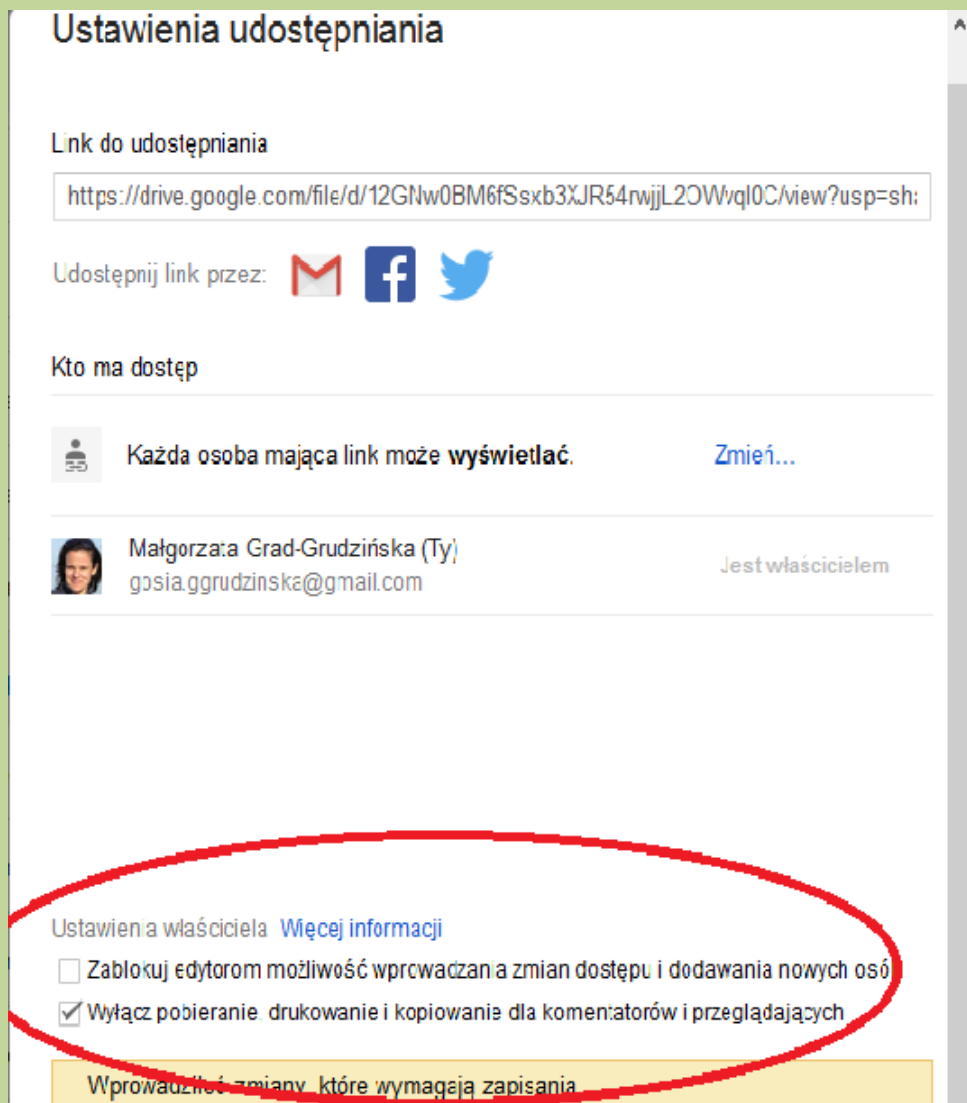 Ustawienia udostępniania
Link do udostępniania
https://drive.google.com/file/d/12GNw0BM6fSsxb3XJR54rwjjL2OWvqI0C/view?usp=sha
Udostępnij link przez:
Kto ma dostęp
Każda osoba mająca link może wyświetlać. Zmień...
Małgorzata Grad-Grudzińska (Ty)
gosia.ggrudzinska@gmail.com Jest właścicielem
Ustawienia właściciela Więcej informacji
Zablokuj edytorom możliwość wprowadzania zmian dostępu i dodawania nowych osó
Wyłącz pobieranie, drukowanie i kopiowanie dla komentatorów i przeglądających
Wprowadziłeś zmiany, które wymagają zapisania.